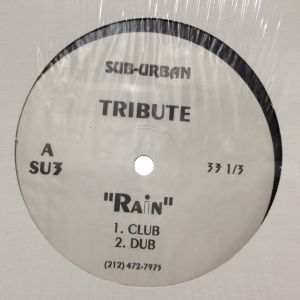 SUB-URBAN
TRIBUTE
A
SU3
33 1/3
"RAiN"
1. CLUB
2. DUB
(212) 472-7975